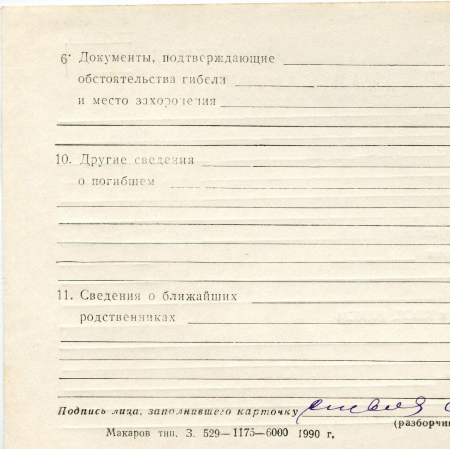 6. Документы, подтверждающие
обстоятельства гибели
и место захоронения
10. Другие сведения
о погибшем
11. Сведения о ближайших
родственниках
Подпись лица, заполнившего карточку
(разборчив
Макаров тип. З. 529—1175—6000 1990 г.